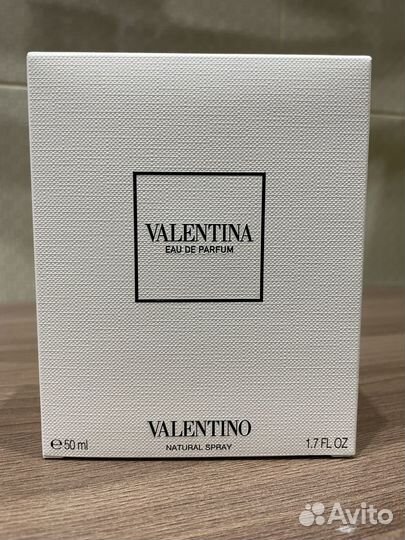 VALENTINA
EAU DE PARFUM
VALENTINO
NATURAL SPRAY
℮50 ml
1.7 FL OZ
Avito